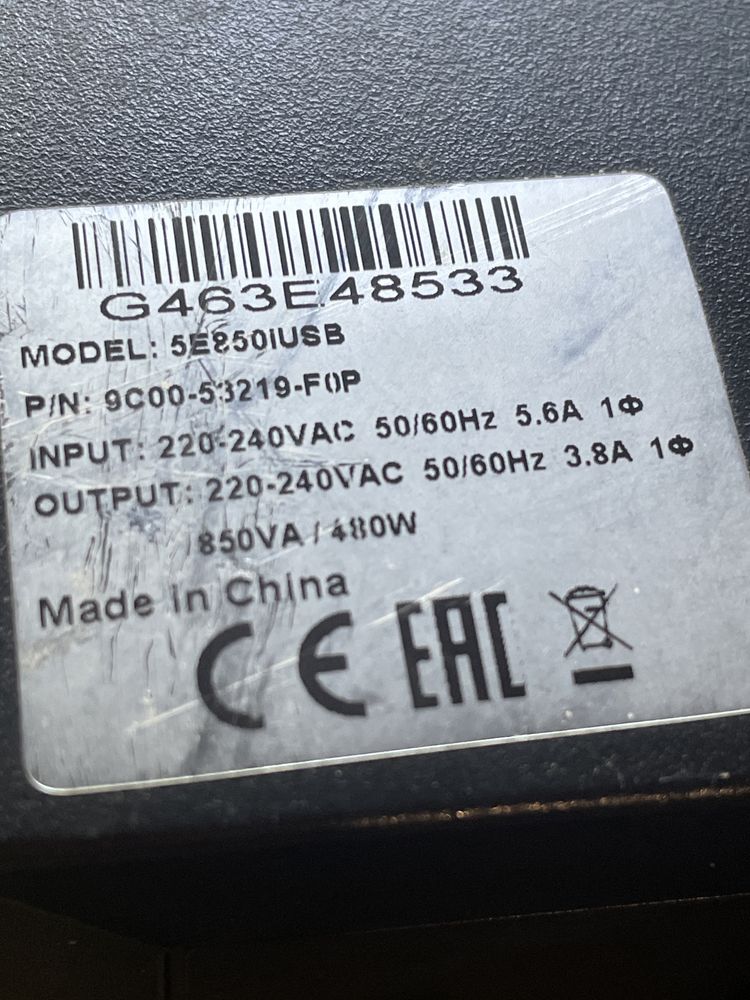 G463E48533
MODEL: 5E850IUSB
P/N: 9C00-53219-F0P
INPUT: 220-240VAC 50/60Hz 5.6A 1Φ
OUTPUT: 220-240VAC 50/60Hz 3.8A 1Φ
850VA / 480W
Made in China
CE EAC